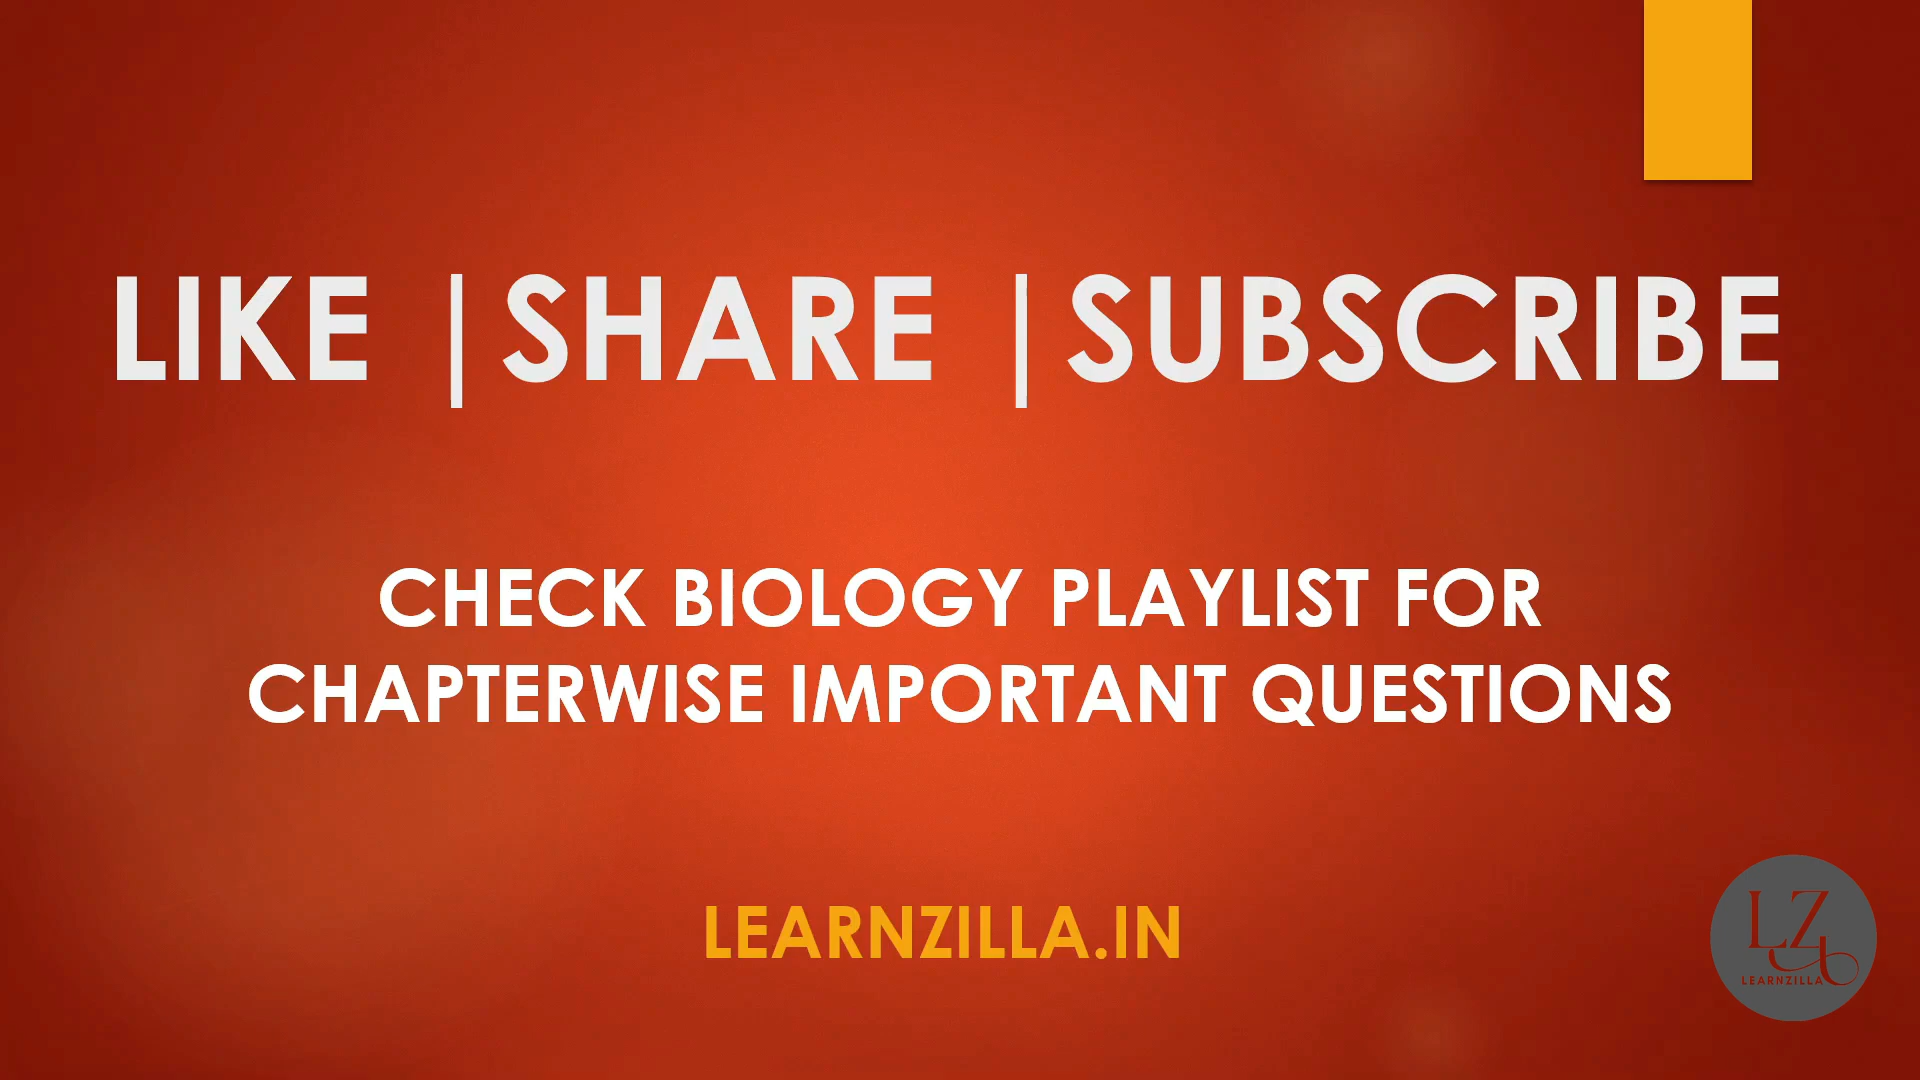 LIKE |SHARE |SUBSCRIBE
CHECK BIOLOGY PLAYLIST FOR
CHAPTERWISE IMPORTANT QUESTIONS
LEARNZILLA.IN
LZ
LEARNZILLA